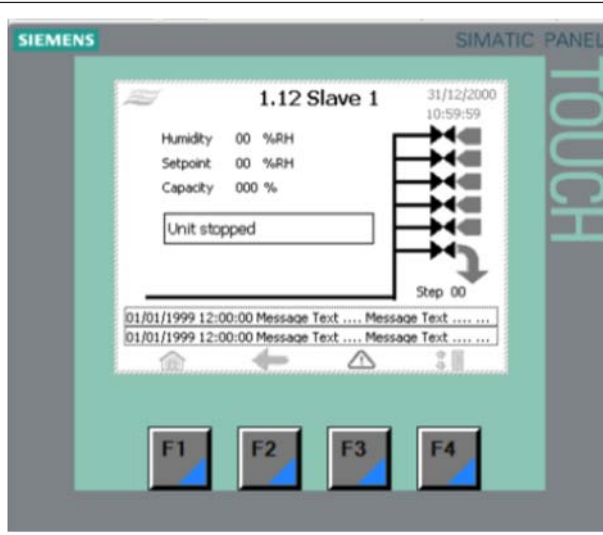 SIEMENS
SIMATIC PANEL
TOUCH
1.12 Slave 1
31/12/2000
10:59:59
Humidity 00 %RH
Setpoint 00 %RH
Capacity 000 %
Unit stopped
Step 00
01/01/1999 12:00:00 Message Text .... Message Text .... ...
01/01/1999 12:00:00 Message Text .... Message Text .... ...
F1 F2 F3 F4